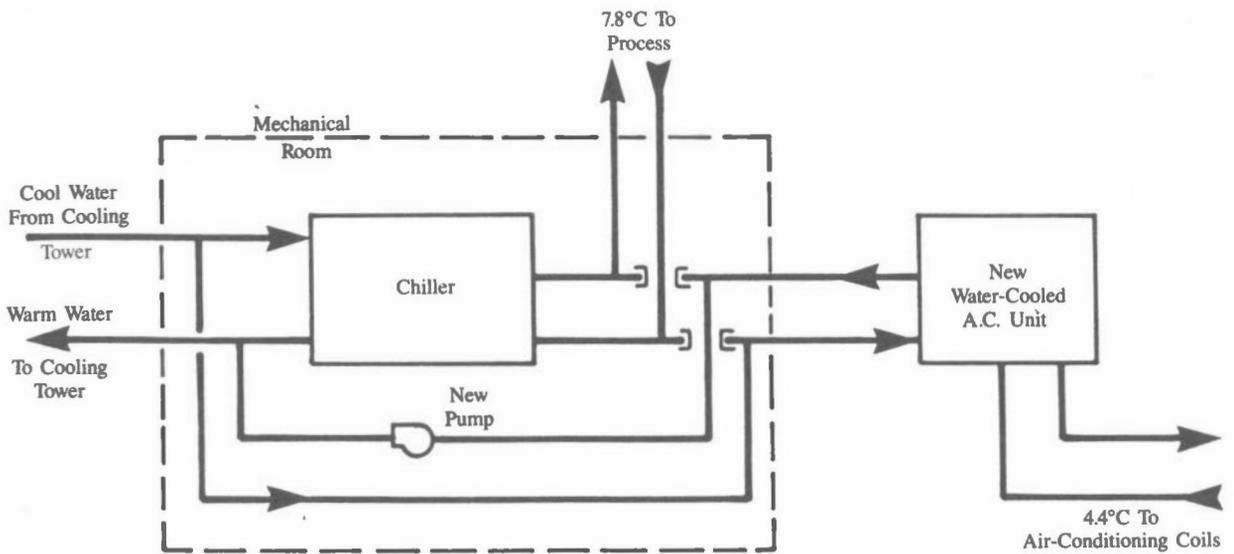 7.8°C To
Process
Mechanical
Room
Cool Water
From Cooling
Tower
Chiller
New
Water-Cooled
A.C. Unit
Warm Water
To Cooling
Tower
New
Pump
4.4°C To
Air-Conditioning Coils